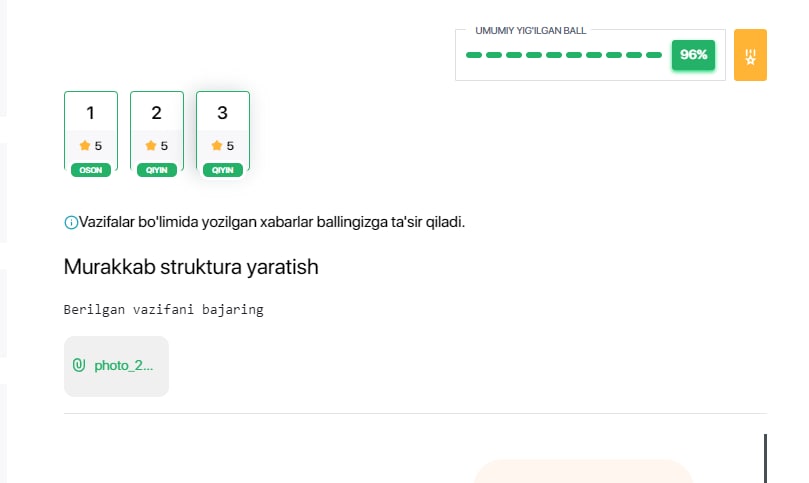 UMUMIY YIG'ILGAN BALL
96%
1 2 3
5 5 5
OSON QIYIN QIYIN
Vazifalar bo'limida yozilgan xabarlar ballingizga ta'sir qiladi.
Murakkab struktura yaratish
Berilgan vazifani bajaring
photo_2...